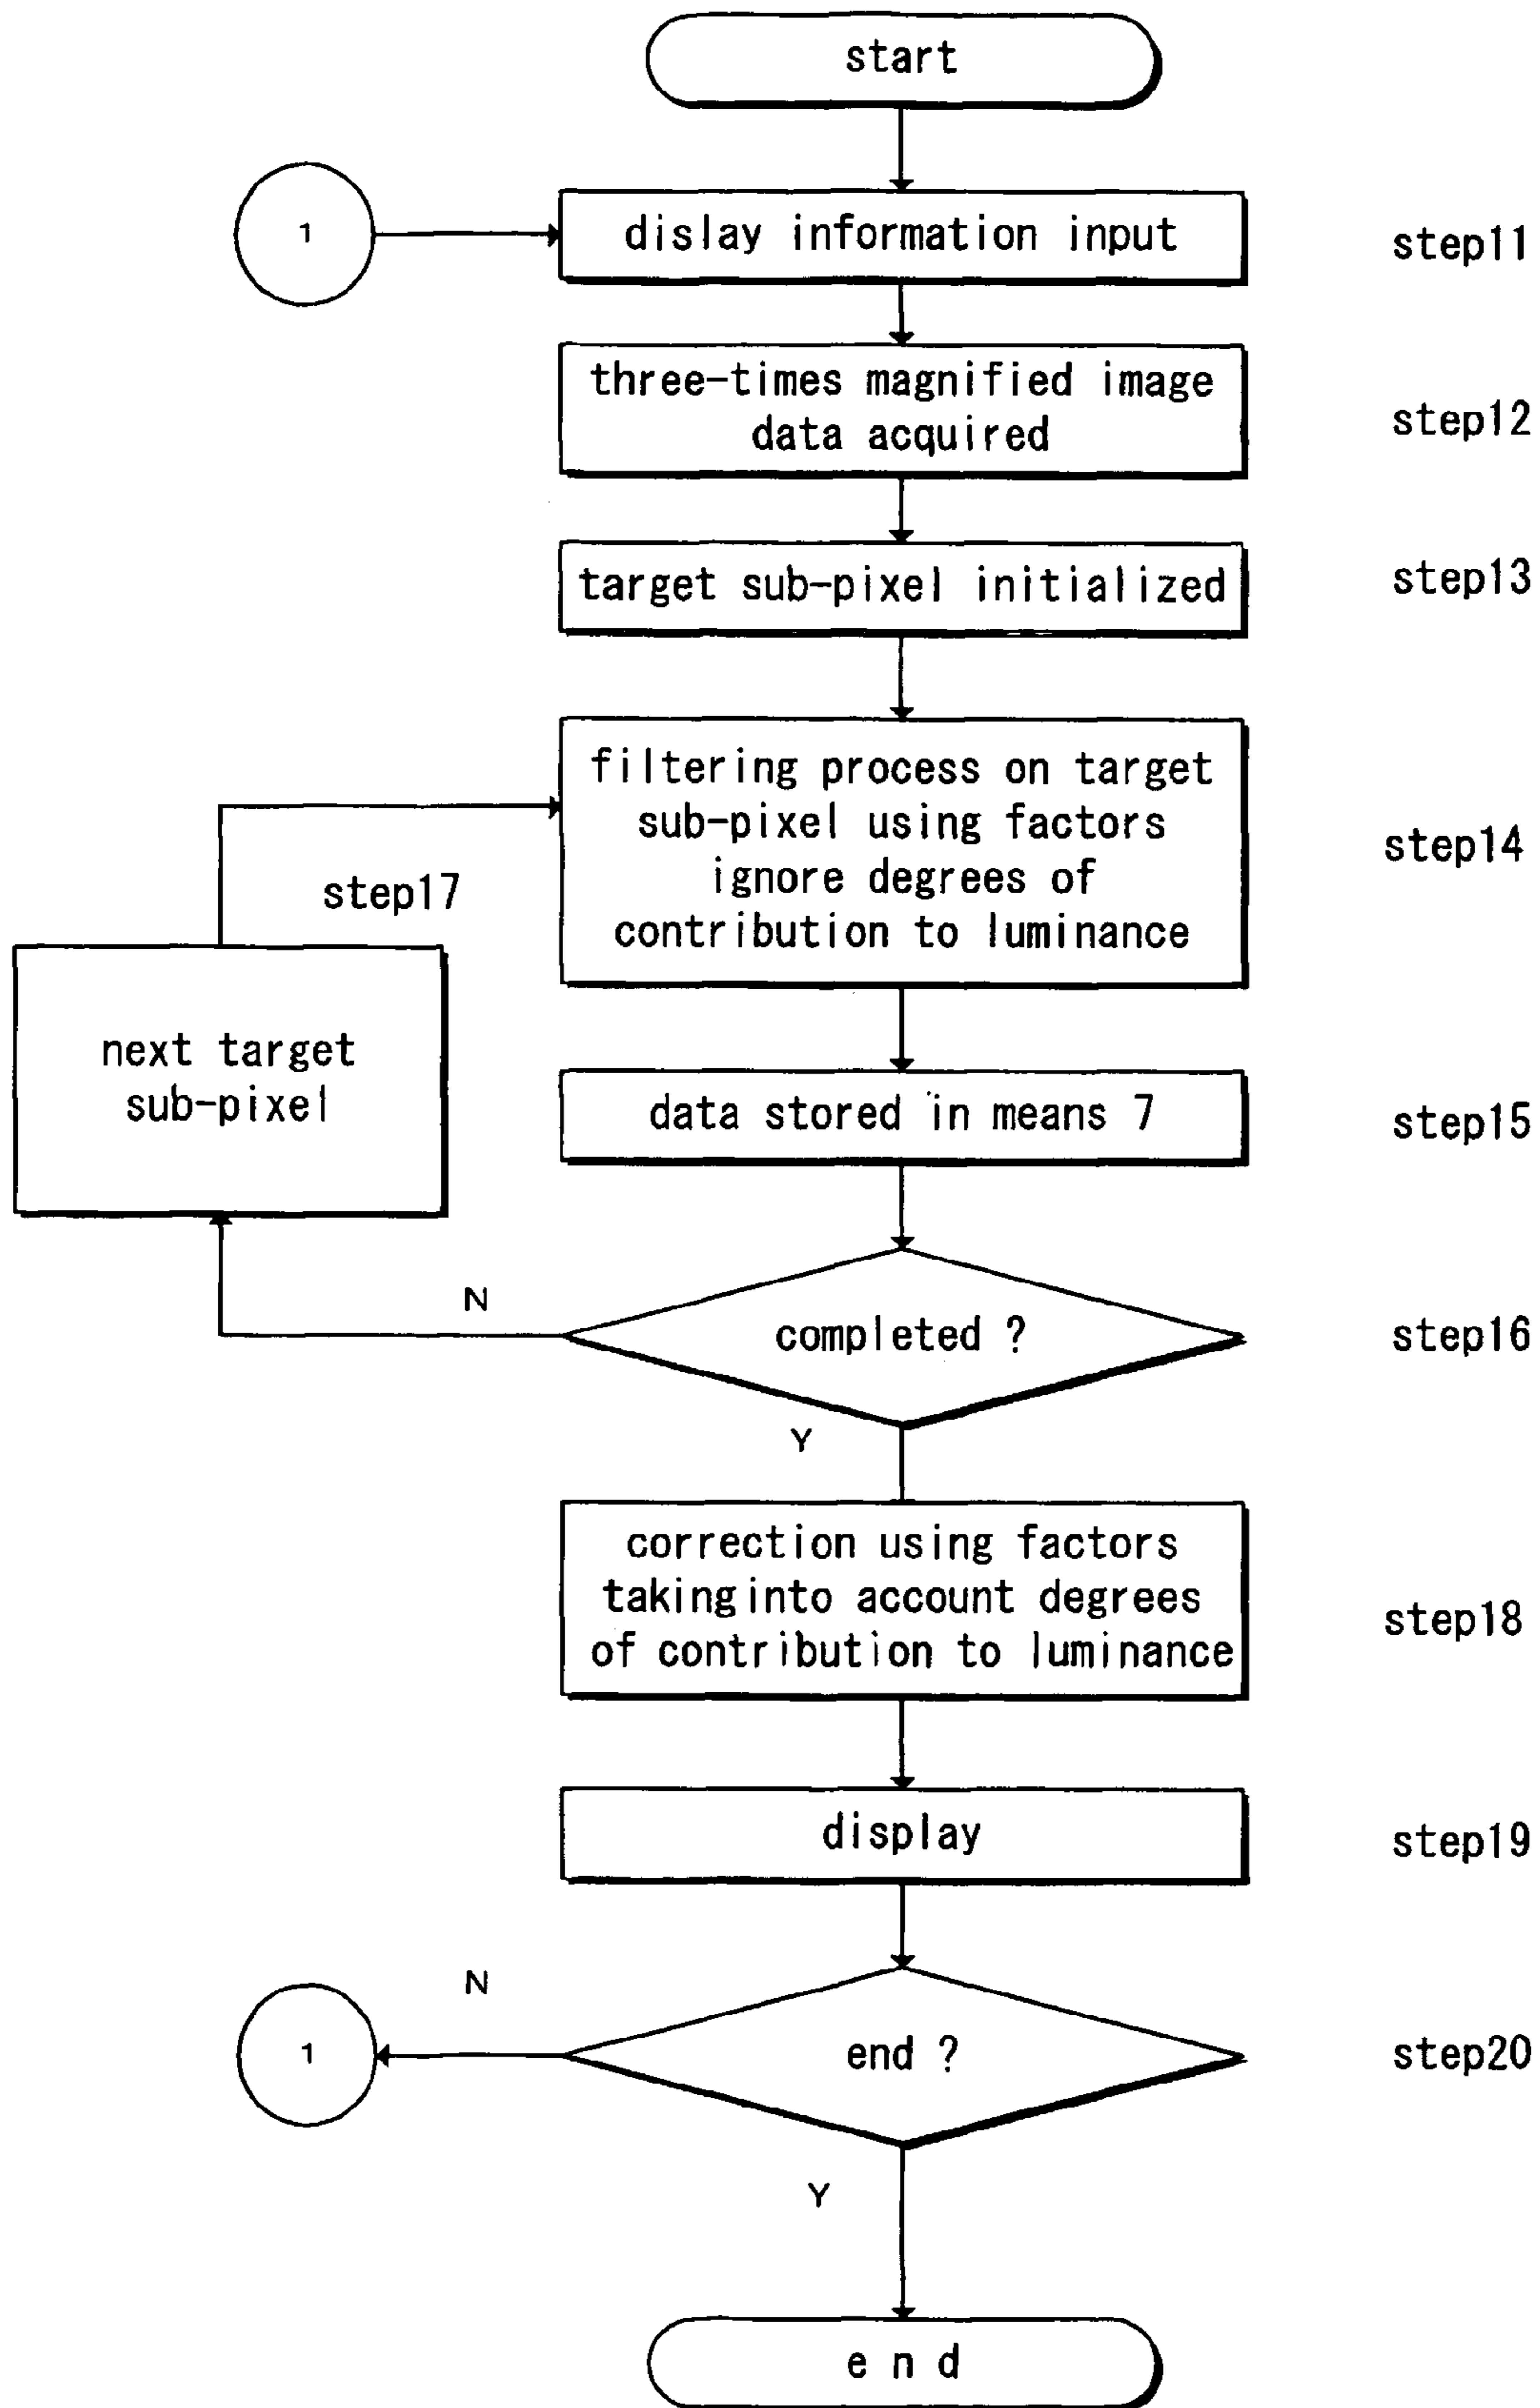 start
1
dislay information input
step11
three-times magnified image
data acquired
step12
target sub-pixel initialized
step13
filtering process on target
sub-pixel using factors
ignore degrees of
contribution to luminance
step14
step17
next target
sub-pixel
data stored in means 7
step15
N
completed ?
step16
Y
correction using factors
takinginto account degrees
of contribution to luminance
step18
display
step19
N
1
end ?
step20
Y
e n d